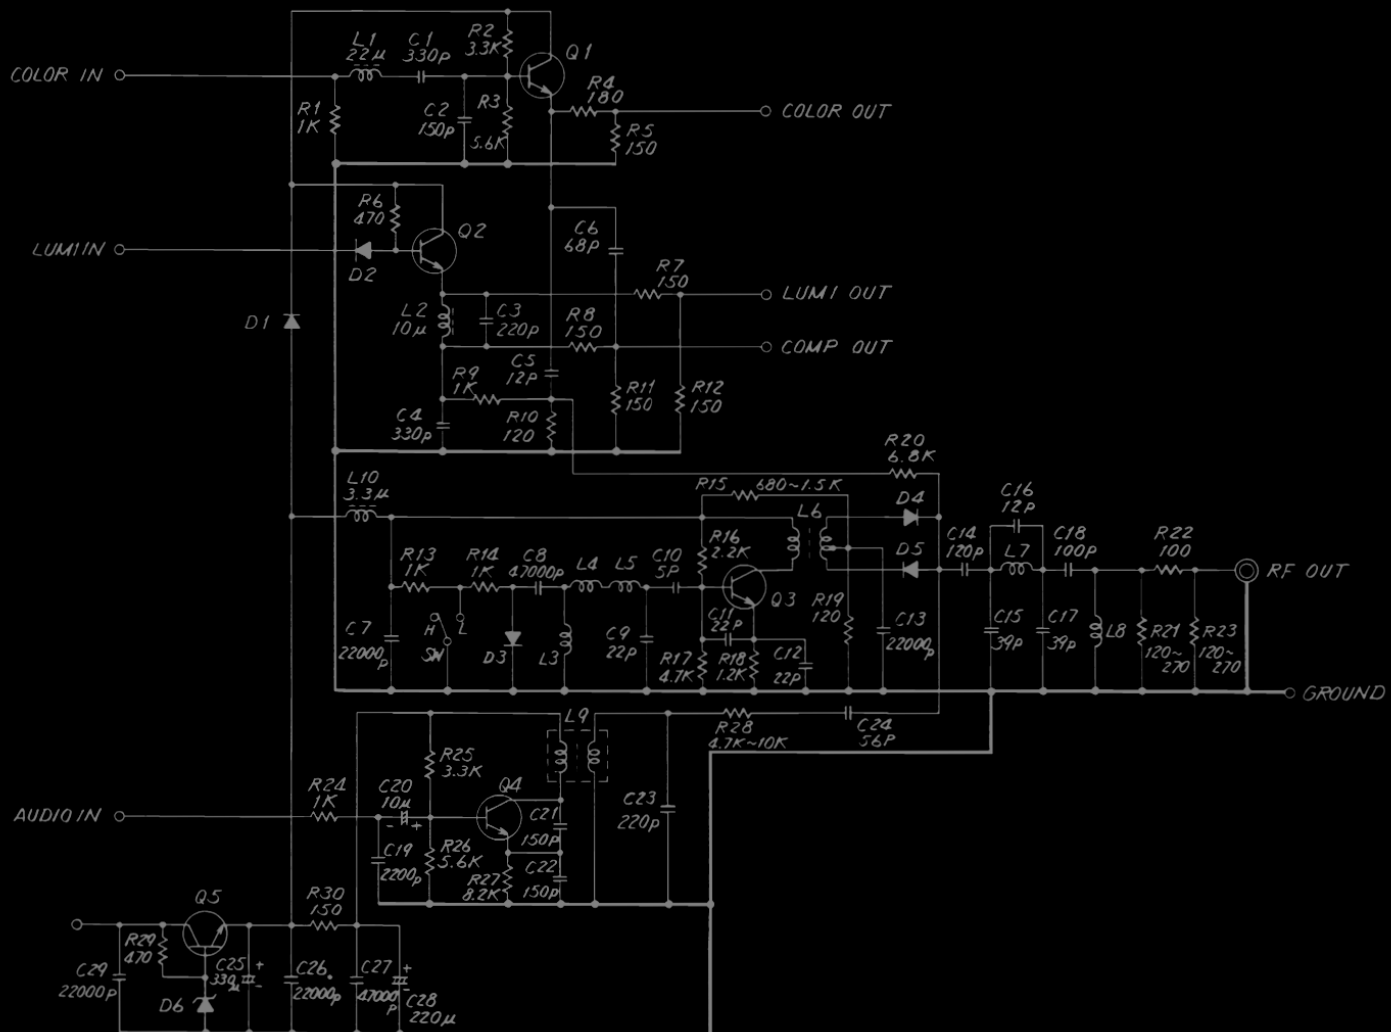 L1
22µ
C1
330p
R2
3.3K
Q1
COLOR IN
R4
180
R1
1K
C2
150p
R3
5.6K
COLOR OUT
R5
150
R6
470
Q2
C6
68P
LUMI IN
D2
R7
150
LUMI OUT
L2
10µ
C3
220p
R8
150
D1
COMP OUT
C5
12P
R9
1K
R11
150
R12
150
C4
330p
R10
120
R20
6.8K
L10
3.3µ
R15
680~1.5K
D4
C16
12P
L6
R16
2.2K
D5
C14
120p
L7
C18
100p
R22
100
R13
1K
R14
1K
C8
47000p
L4
L5
C10
5P
RF OUT
Q3
R19
120
C13
22000p
C7
22000p
H
L
SW
D3
L3
C9
22p
C11
22P
R17
4.7K
R18
1.2K
C12
22p
C15
39p
C17
39p
L8
R21
120~
270
R23
120~
270
GROUND
L9
R28
4.7K~10K
C24
56P
R25
3.3K
R24
1K
C20
10µ
- +
Q4
AUDIO IN
C21
150p
C23
220p
C19
2200p
R26
5.6K
R27
8.2K
C22
150p
Q5
R30
150
R29
470
C29
22000p
D6
C25
330µ
+
-
C26
22000p
C27
47000p
+
-
C28
220µ